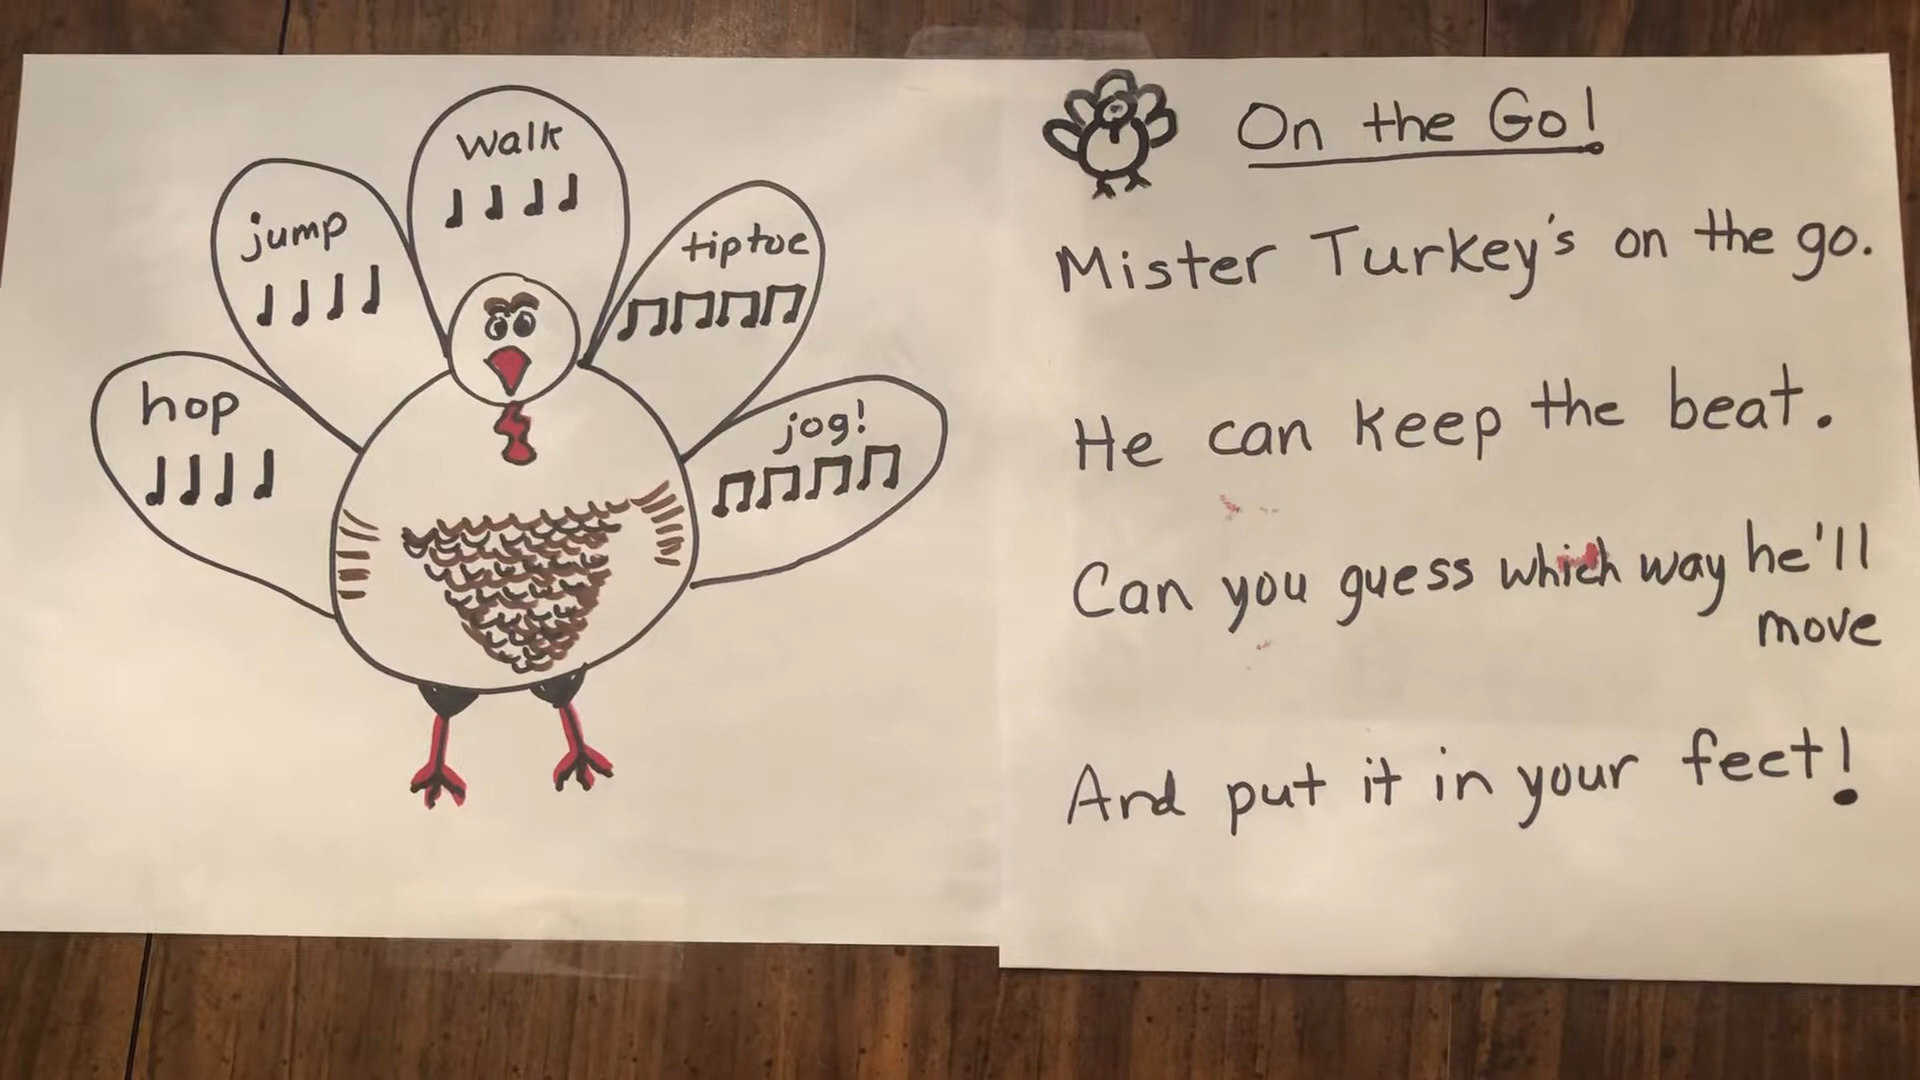 walk
jump
tiptoe
hop
jog!
On the Go!
Mister Turkey's on the go.
He can keep the beat.
Can you guess which way he'll
move
And put it in your feet!